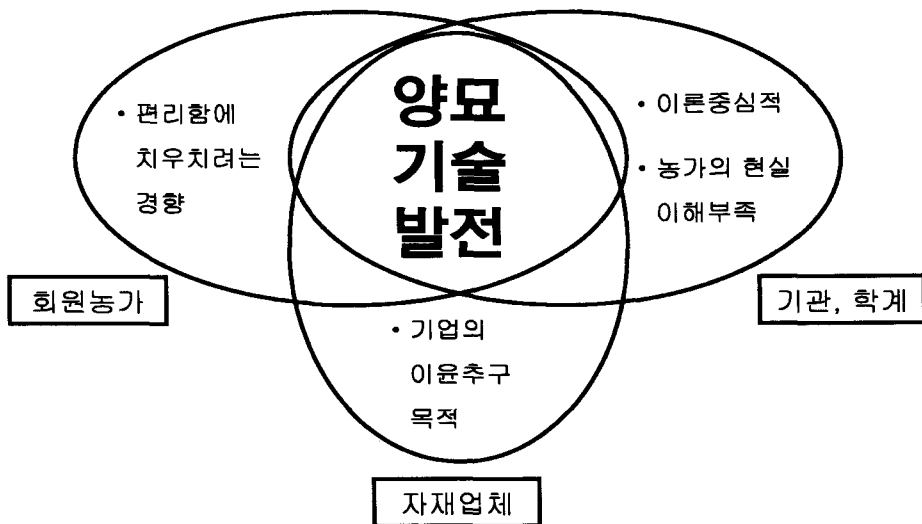 양묘
기술
발전
• 편리함에
치우치려는
경향
• 이론중심적
• 농가의 현실
이해부족
회원농가
기관, 학계
• 기업의
이윤추구
목적
자재업체